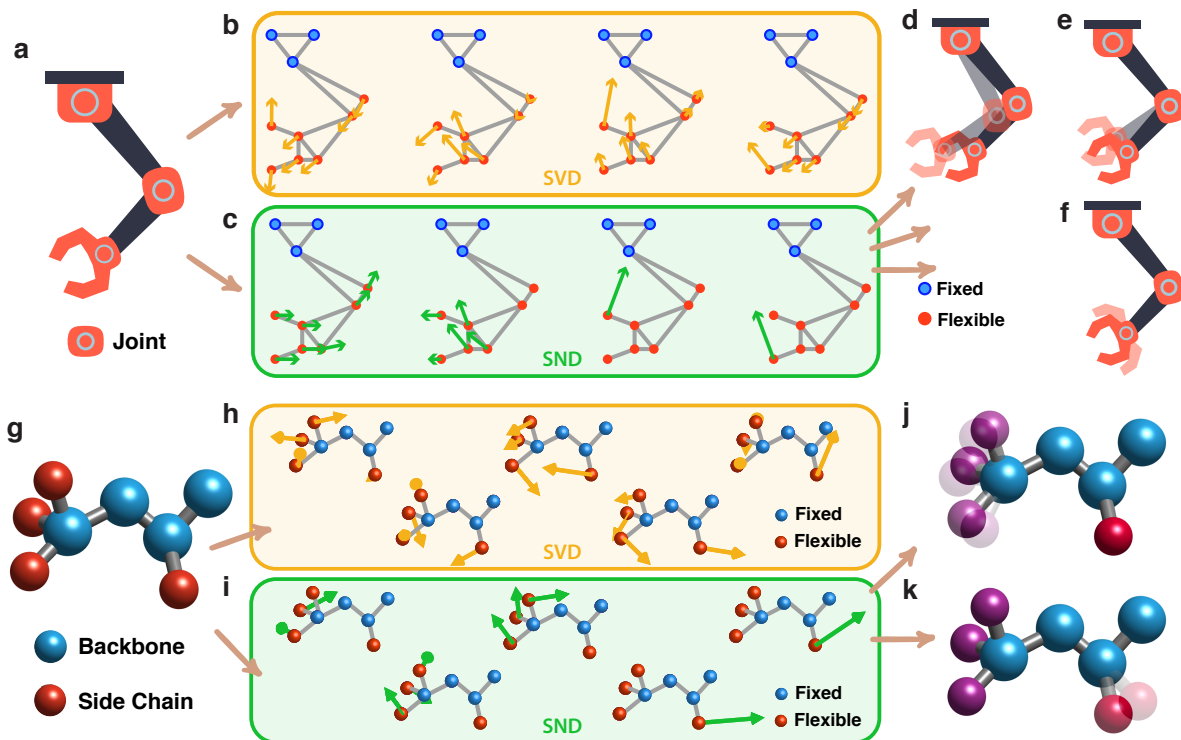 a
b
SVD
c
SND
d
e
f
Fixed
Flexible
Joint
g
Backbone
Side Chain
h
Fixed
Flexible
SVD
i
Fixed
Flexible
SND
j
k